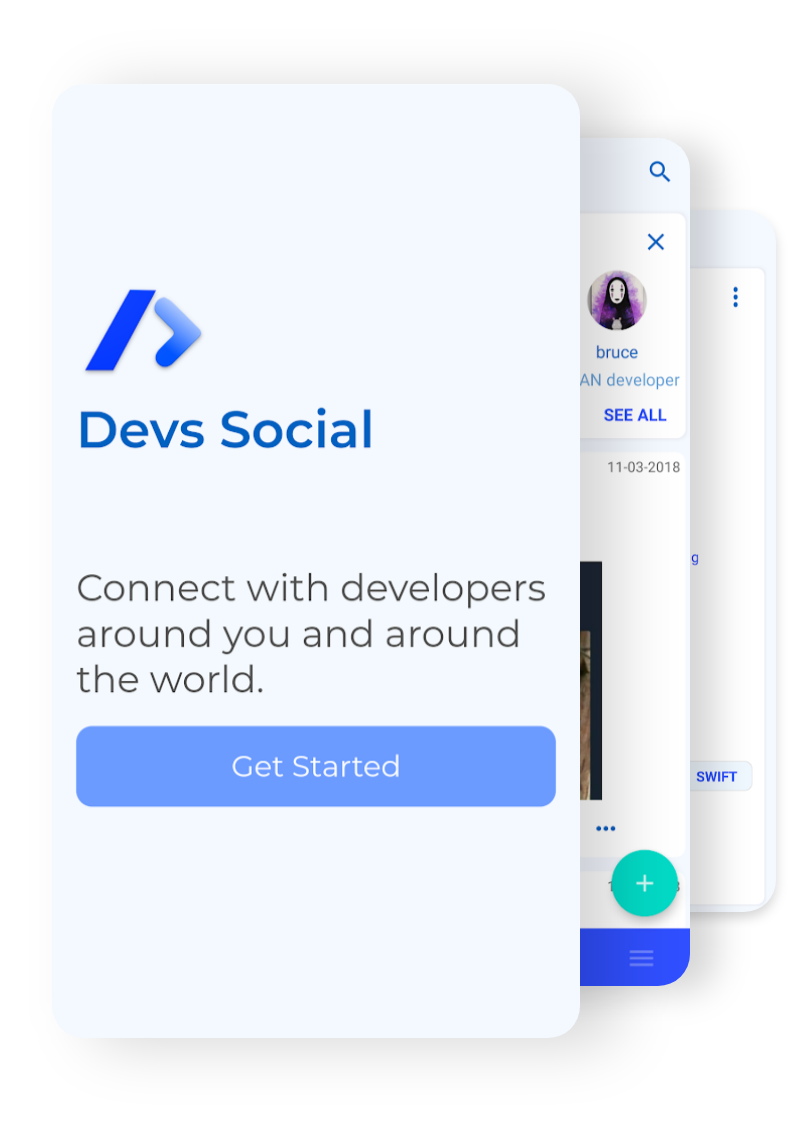 Devs Social
Connect with developers
around you and around
the world.
Get Started
bruce
AN developer
SEE ALL
11-03-2018
g
SWIFT